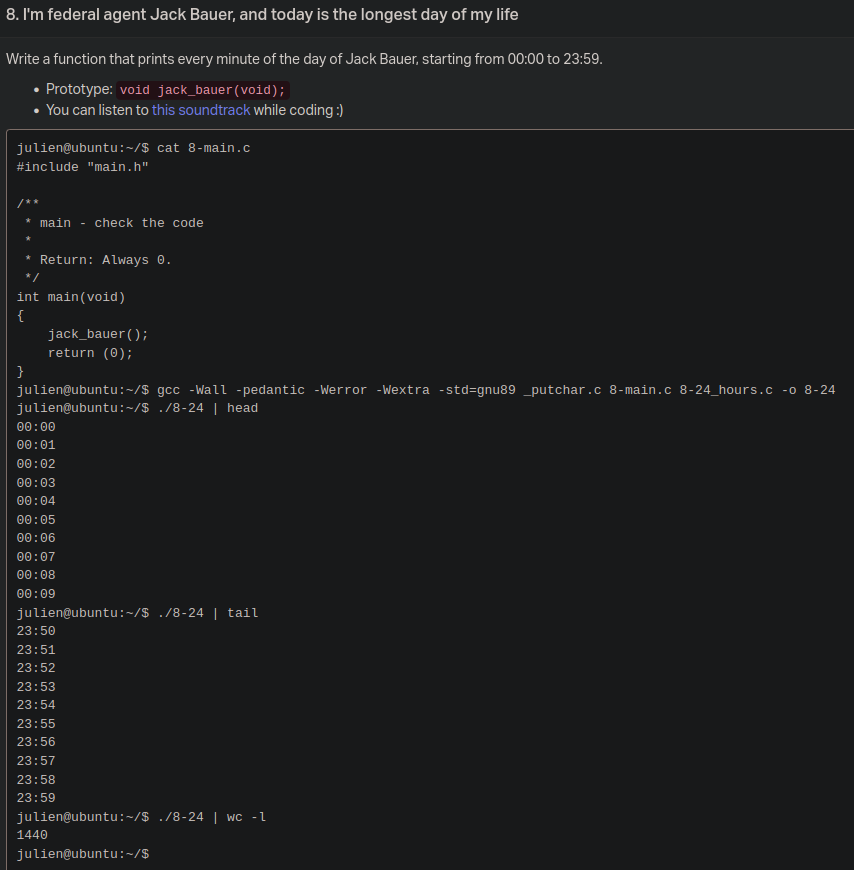 8. I'm federal agent Jack Bauer, and today is the longest day of my life
Write a function that prints every minute of the day of Jack Bauer, starting from 00:00 to 23:59.
• Prototype: void jack_bauer(void);
• You can listen to this soundtrack while coding :)
julien@ubuntu:~/$ cat 8-main.c
#include "main.h"
/**
 * main - check the code
 *
 * Return: Always 0.
 */
int main(void)
{
    jack_bauer();
    return (0);
}
julien@ubuntu:~/$ gcc -Wall -pedantic -Werror -Wextra -std=gnu89 _putchar.c 8-main.c 8-24_hours.c -o 8-24
julien@ubuntu:~/$ ./8-24 | head
00:00
00:01
00:02
00:03
00:04
00:05
00:06
00:07
00:08
00:09
julien@ubuntu:~/$ ./8-24 | tail
23:50
23:51
23:52
23:53
23:54
23:55
23:56
23:57
23:58
23:59
julien@ubuntu:~/$ ./8-24 | wc -l
1440
julien@ubuntu:~/$